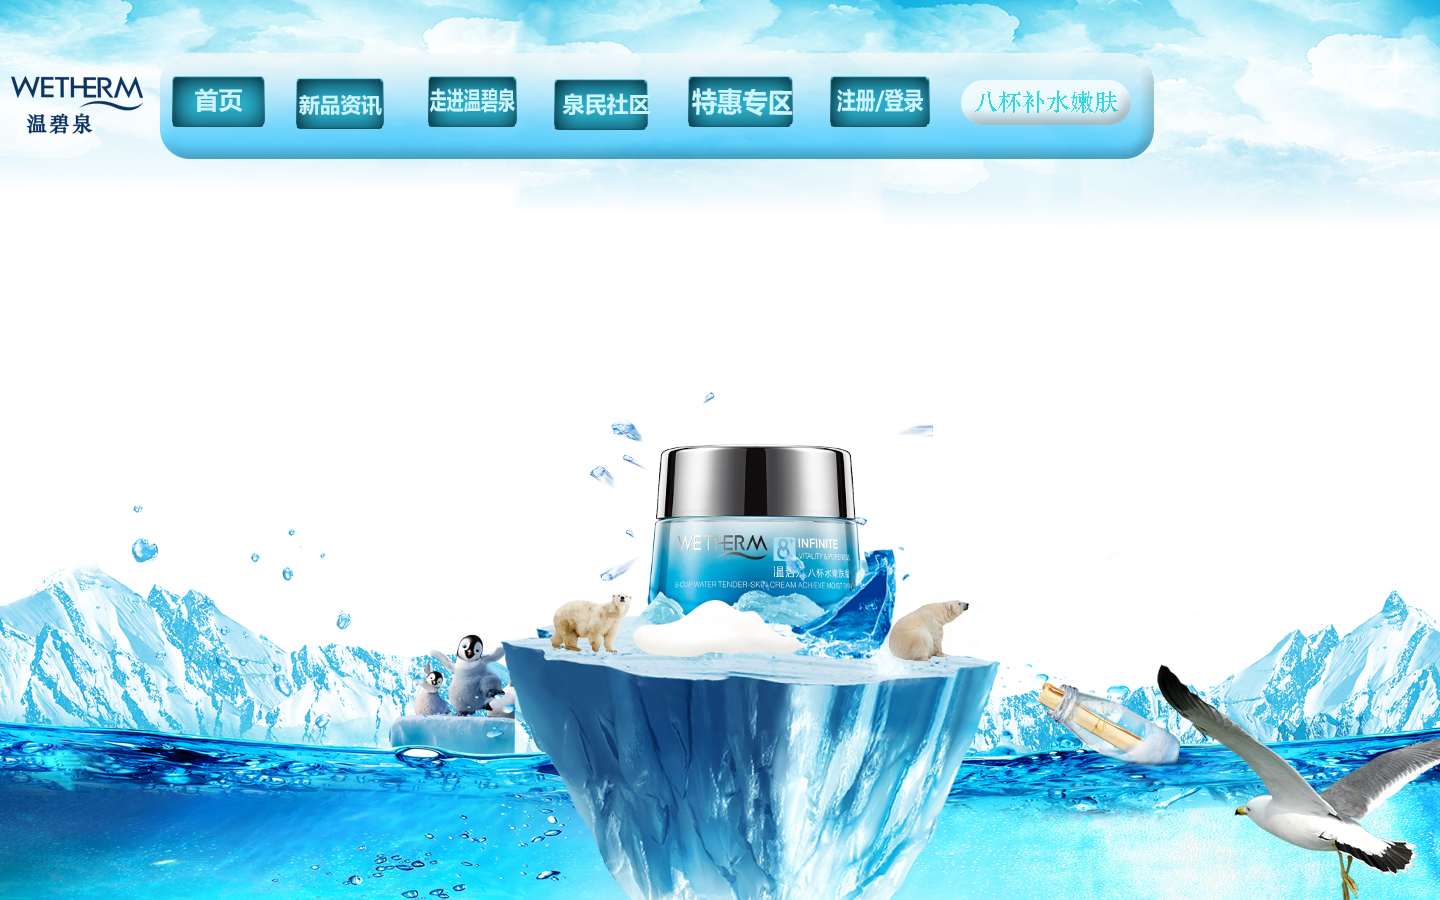 WETHERM
温碧泉
首页
新品资讯
走进温碧泉
泉民社区
特惠专区
注册/登录
八杯补水嫩肤
WETHERM
8
INFINITE
VITALITY&PURENESS
温碧泉 八杯水嫩肤霜
8-CUP-WATER TENDER-SKIN CREAM ACHIEVE MOIST SKIN